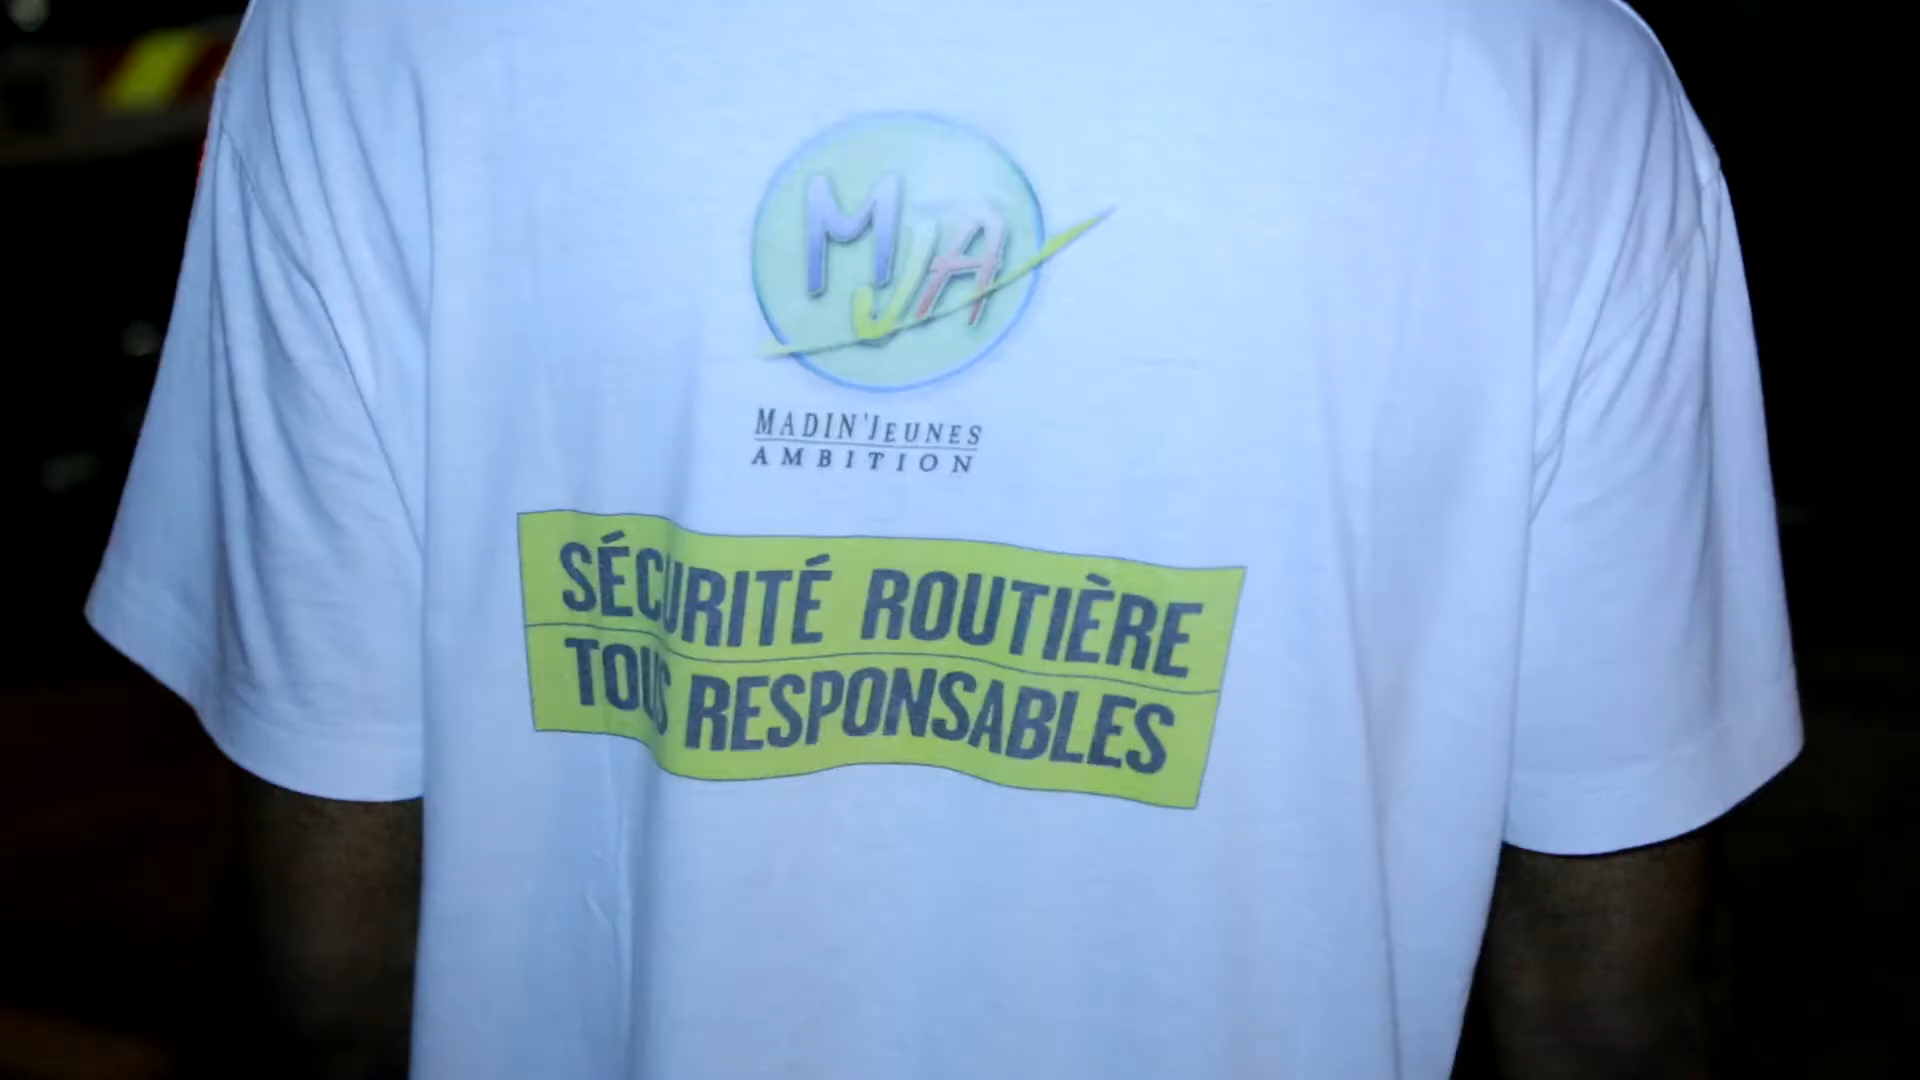 MJA
MADIN'JEUNES
AMBITION
SÉCURITÉ ROUTIÈRE
TOUS RESPONSABLES